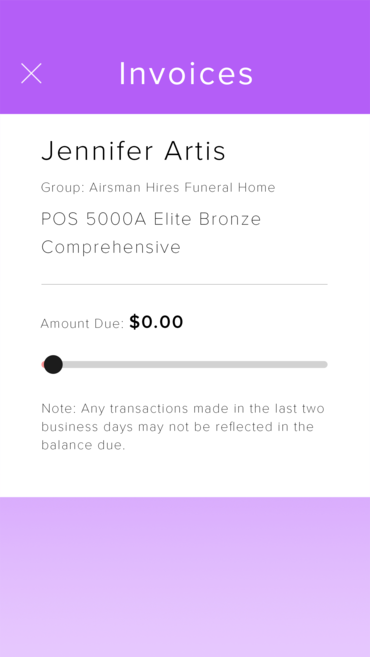 Invoices
Jennifer Artis
Group: Airsman Hires Funeral Home
POS 5000A Elite Bronze
Comprehensive
Amount Due: $0.00
Note: Any transactions made in the last two
business days may not be reflected in the
balance due.